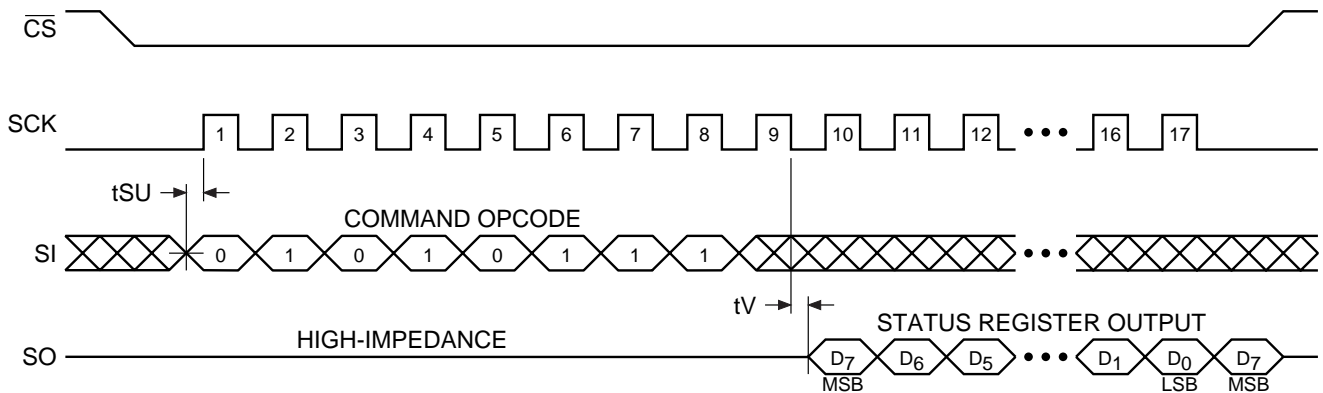 CS
SCK 1 2 3 4 5 6 7 8 9 10 11 12 ••• 16 17
tSU
COMMAND OPCODE
SI 0 1 0 1 0 1 1 1 •••
tV
HIGH-IMPEDANCE STATUS REGISTER OUTPUT
SO D7 D6 D5 ••• D1 D0 D7
MSB LSB MSB